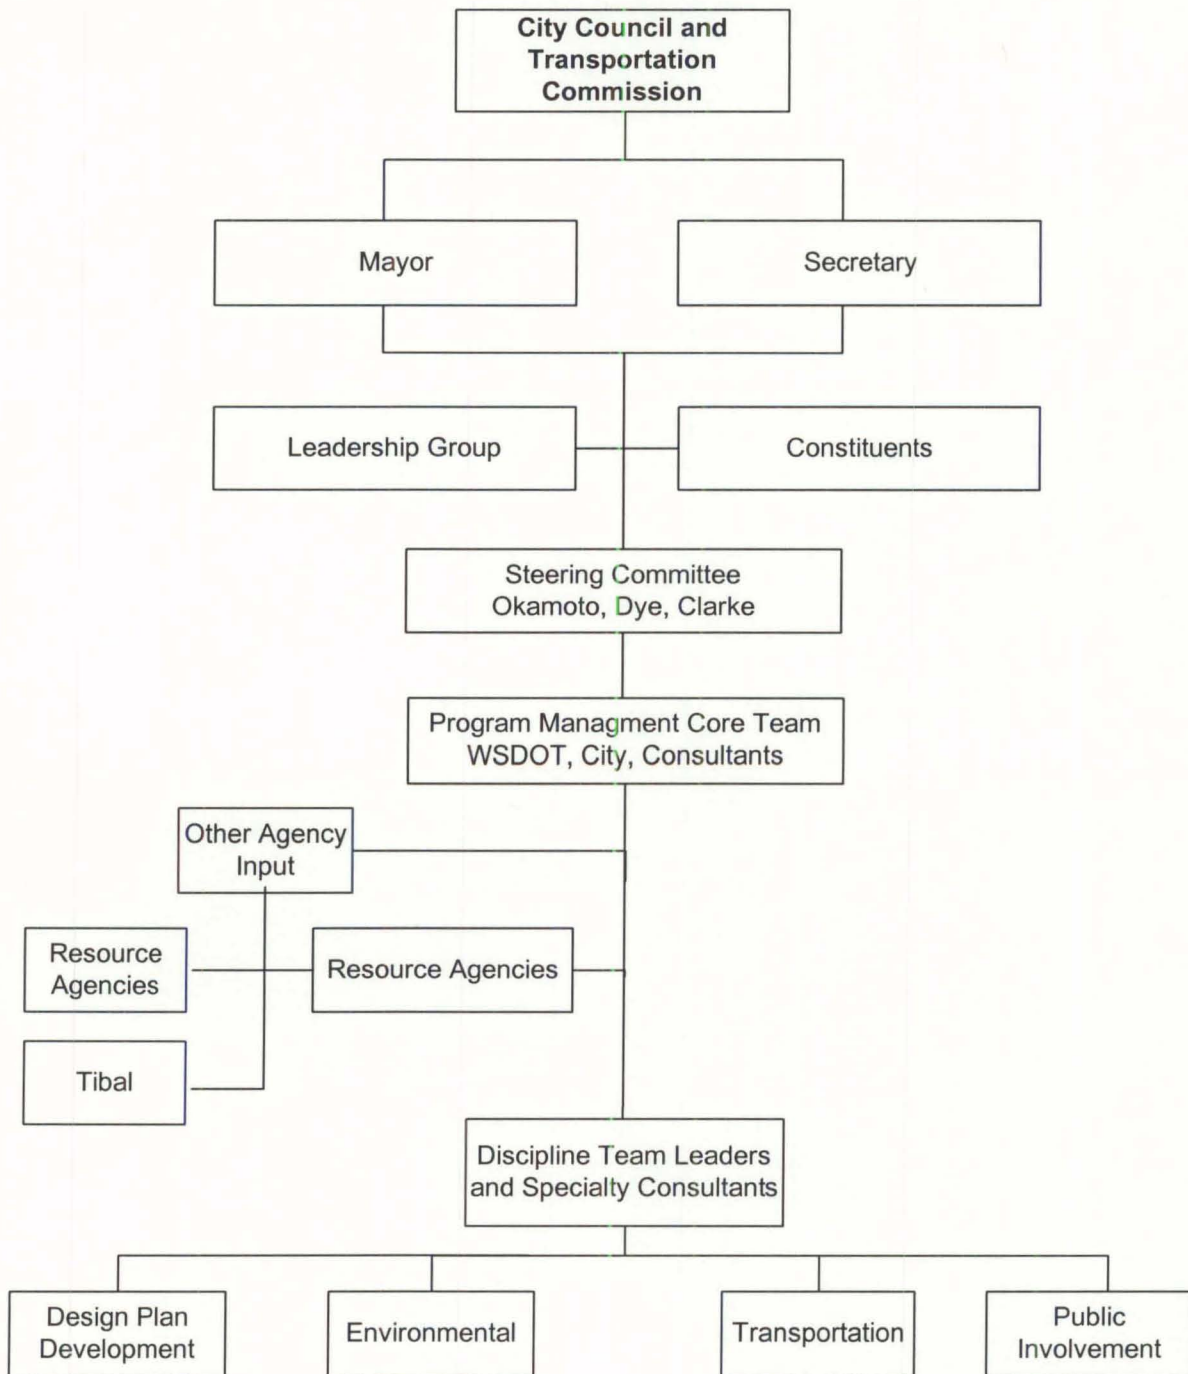 City Council and
Transportation
Commission
Mayor
Secretary
Leadership Group
Constituents
Steering Committee
Okamoto, Dye, Clarke
Program Managment Core Team
WSDOT, City, Consultants
Other Agency
Input
Resource
Agencies
Resource Agencies
Tibal
Discipline Team Leaders
and Specialty Consultants
Design Plan
Development
Environmental
Transportation
Public
Involvement